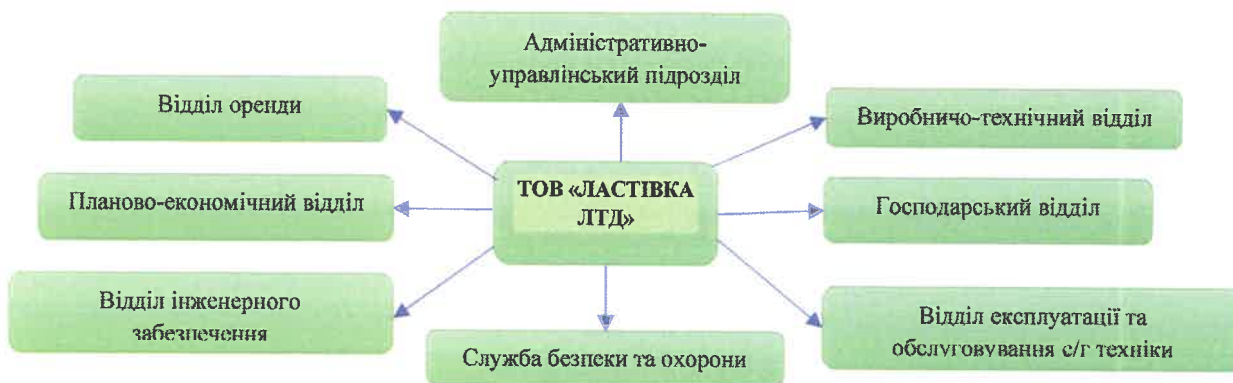 Адміністративно-
управлінський підрозділ
Відділ оренди
Виробничо-технічний відділ
ТОВ «ЛАСТІВКА
ЛТД»
Планово-економічний відділ
Господарський відділ
Відділ інженерного
забезпечення
Відділ експлуатації та
обслуговування с/г техніки
Служба безпеки та охорони